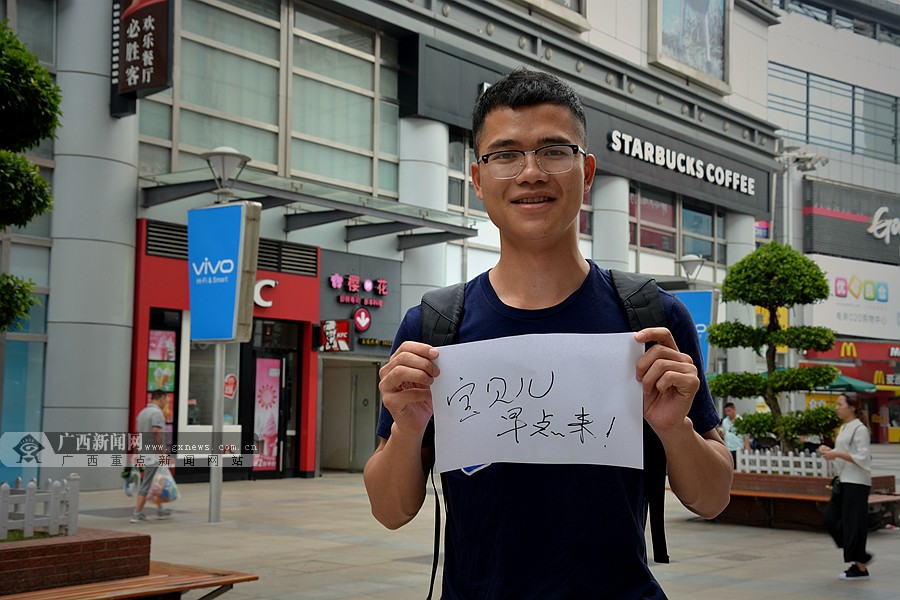 必胜客
欢乐餐厅
STARBUCKS COFFEE
vivo
Hi-Fi & Smart
樱花
KFC
宝贝儿
早点来!
广西新闻网
www.gxnews.com.cn
广西重点新闻网站